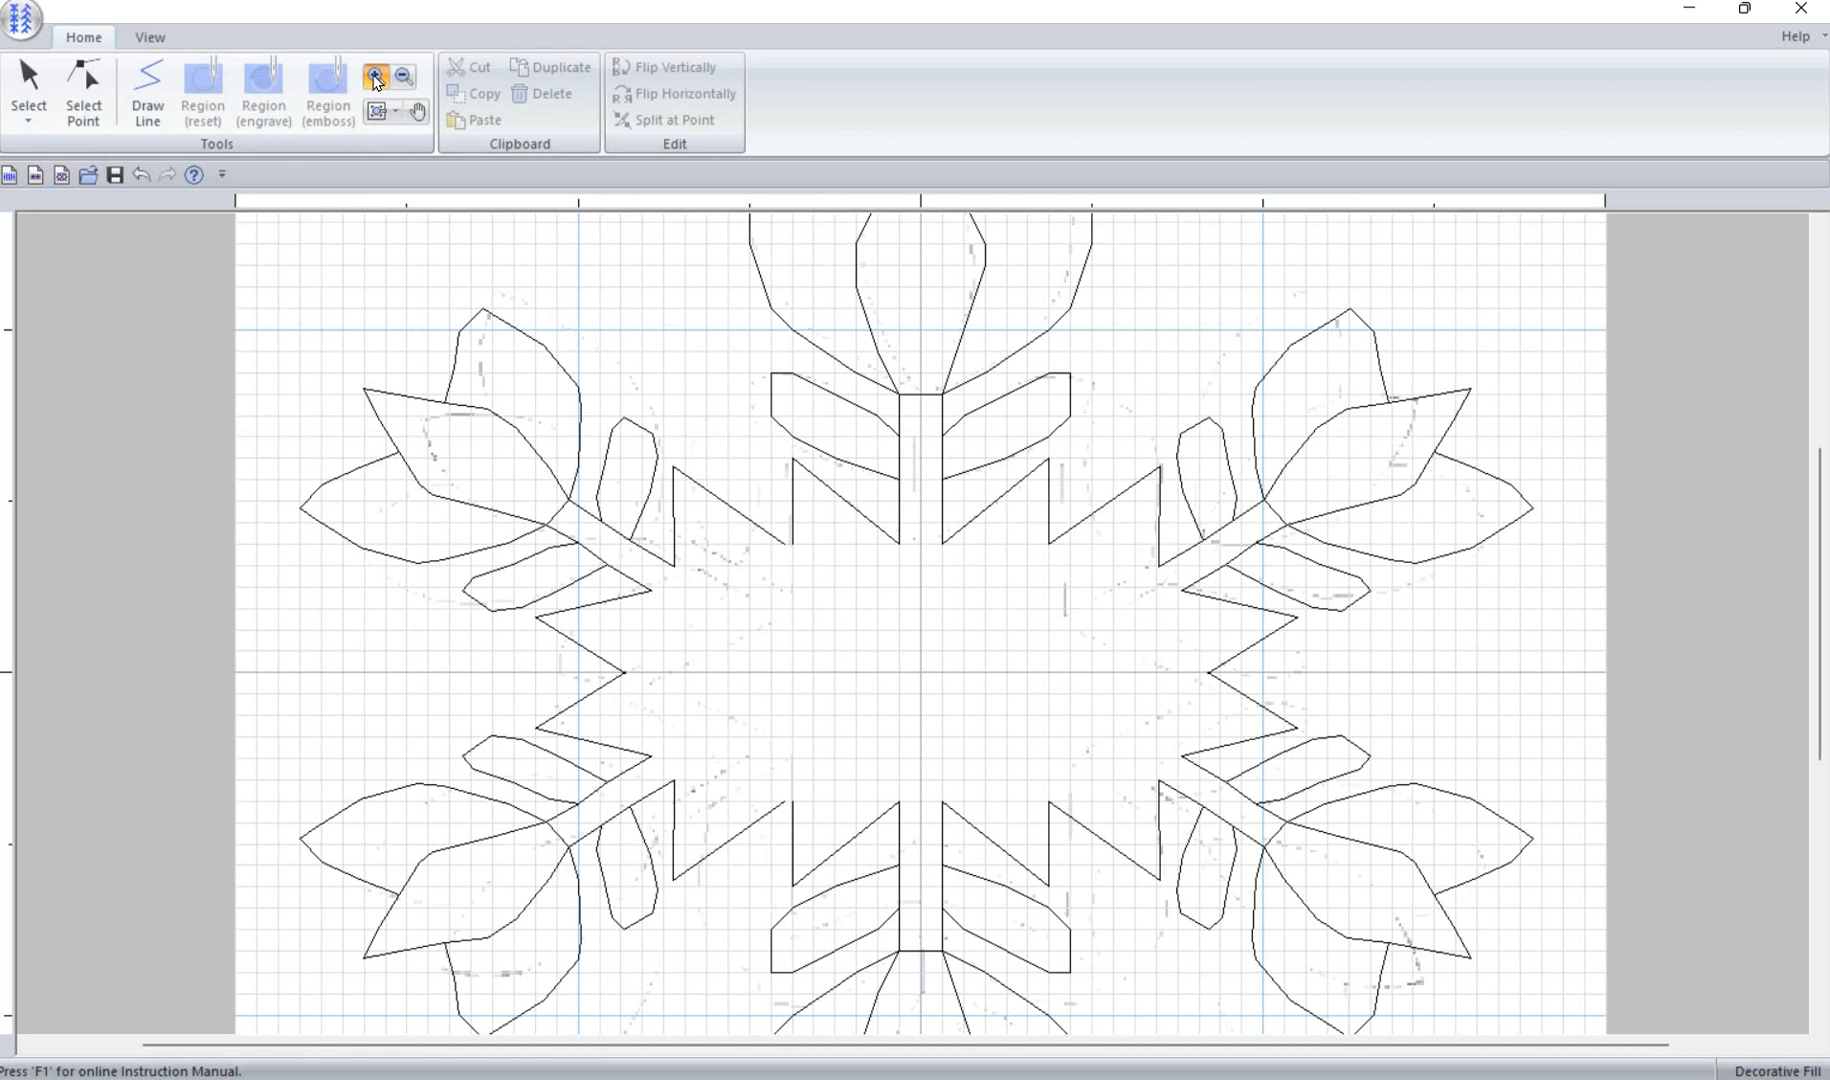 Home View Help
Select
Select Point
Draw Line
Region (reset)
Region (engrave)
Region (emboss)
Tools
Cut Duplicate
Copy Delete
Paste
Clipboard
Flip Vertically
Flip Horizontally
Split at Point
Edit
Press 'F1' for online Instruction Manual. Decorative Fill